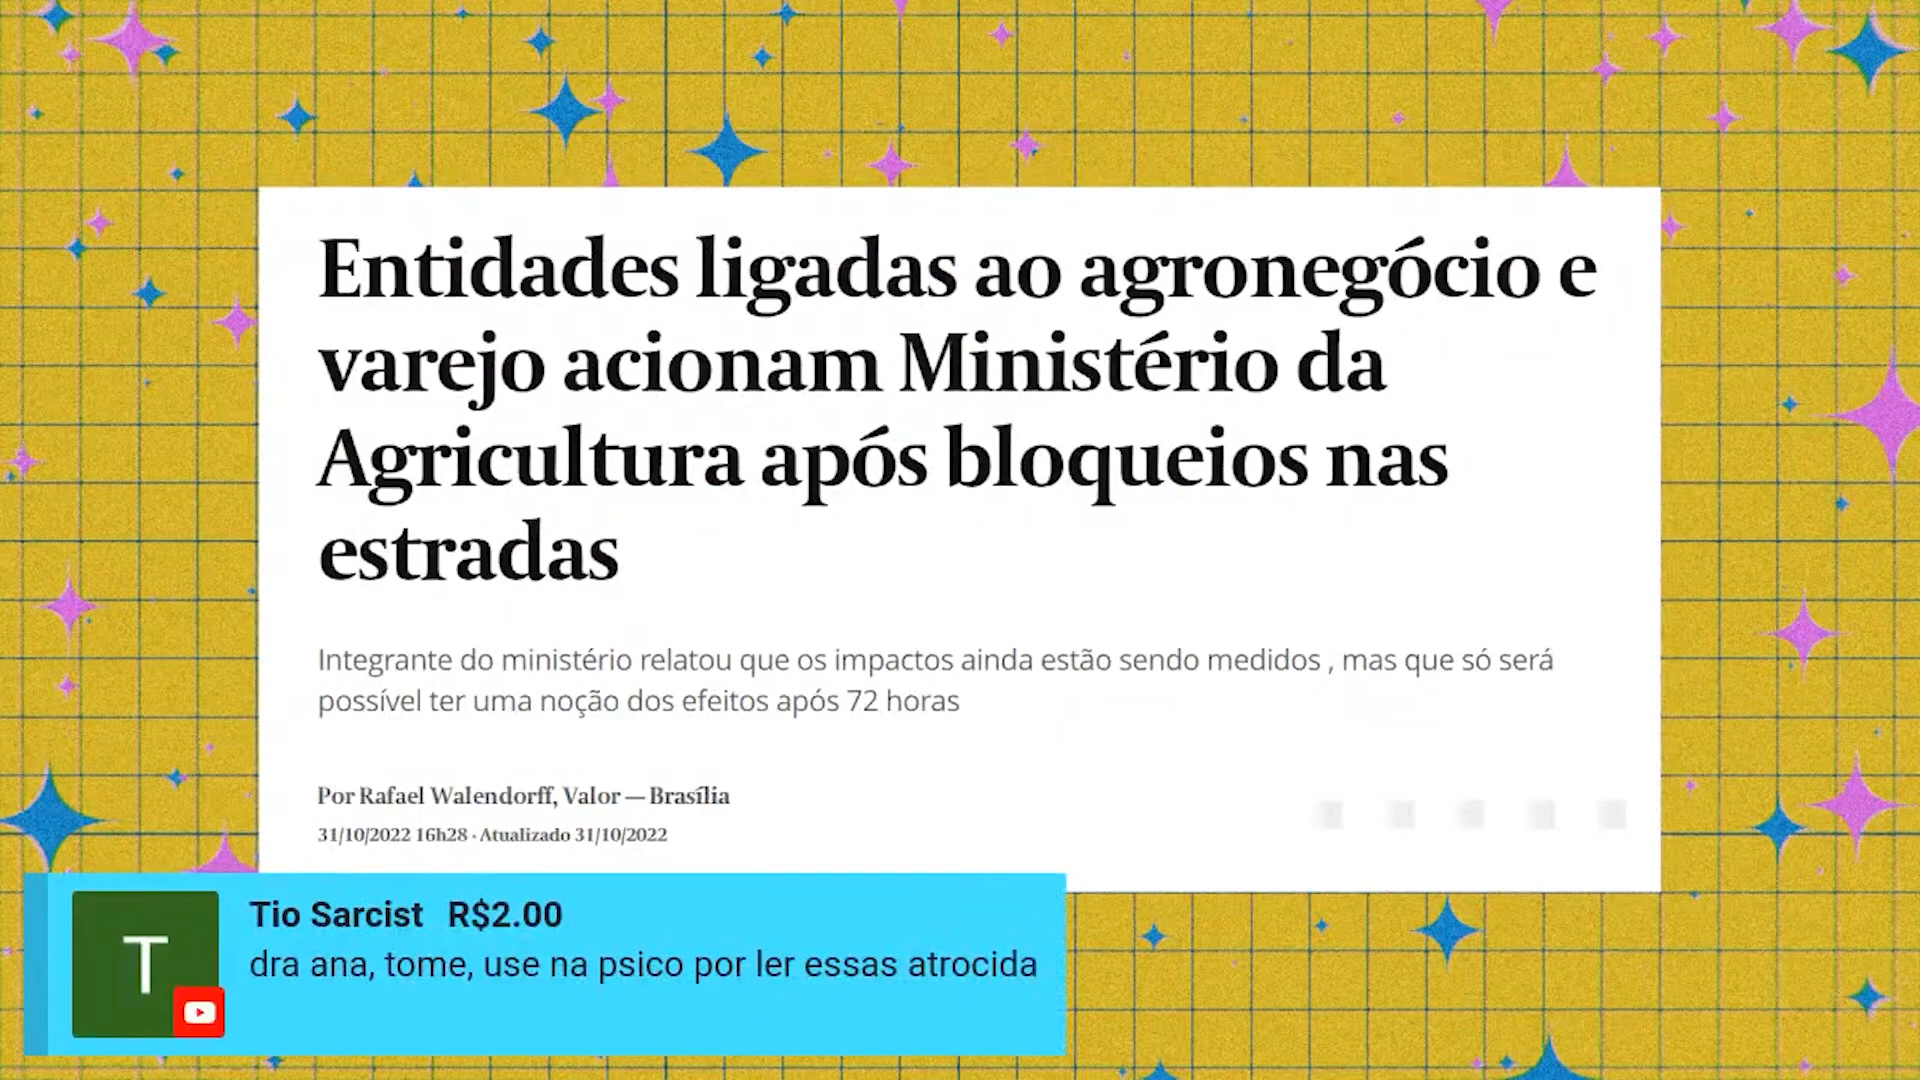 Entidades ligadas ao agronegócio e
varejo acionam Ministério da
Agricultura após bloqueios nas
estradas
Integrante do ministério relatou que os impactos ainda estão sendo medidos , mas que só será
possível ter uma noção dos efeitos após 72 horas
Por Rafael Walendorff, Valor — Brasília
31/10/2022 16h28 · Atualizado 31/10/2022
T
Tio Sarcist R$2.00
dra ana, tome, use na psico por ler essas atrocida